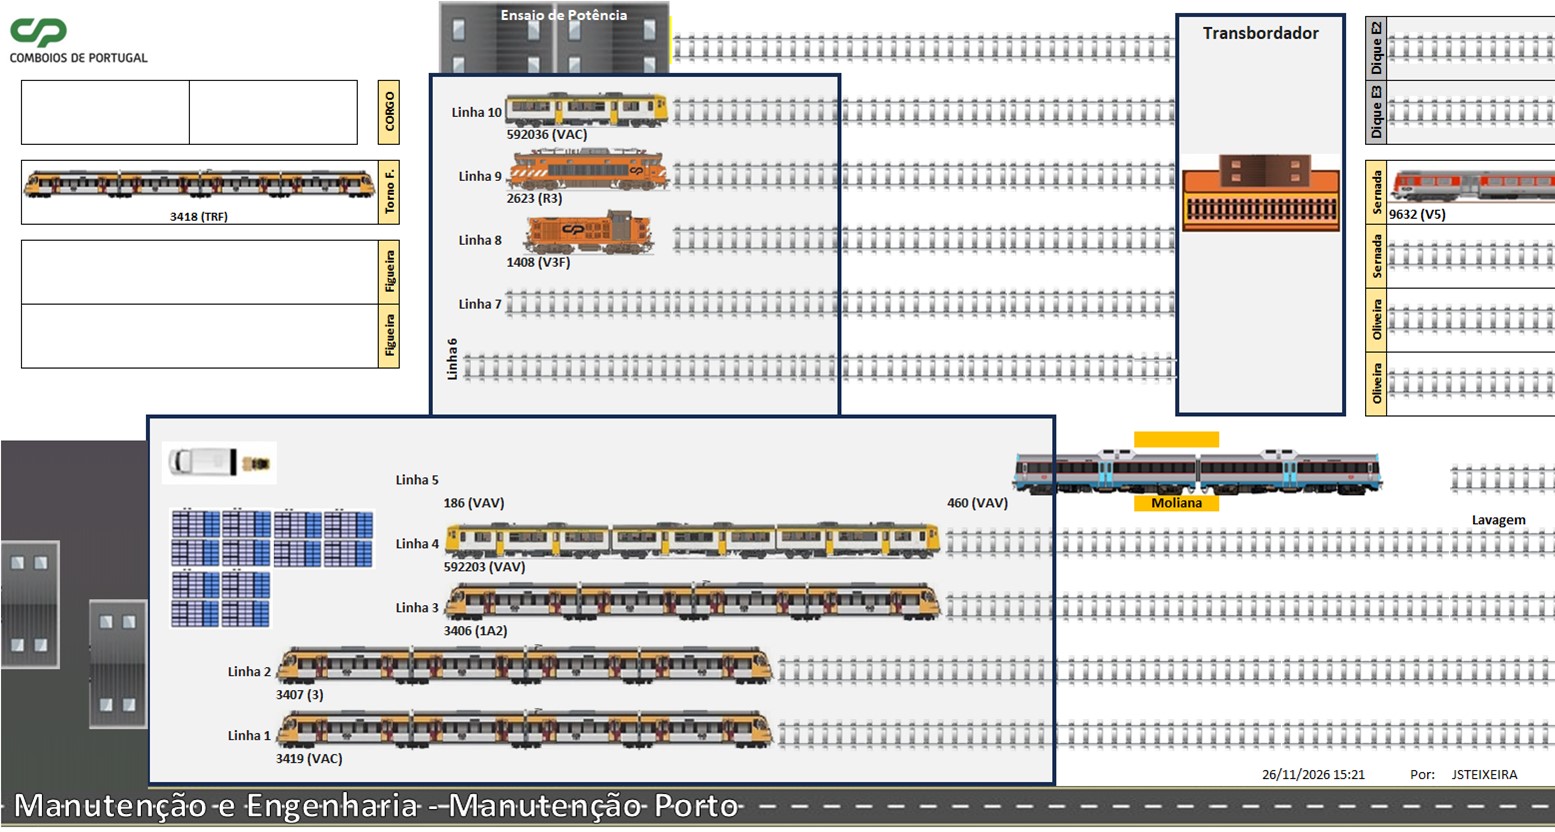 CP
COMBOIOS DE PORTUGAL
Ensaio de Potência
Transbordador
Dique E2
Dique E3
CORGO
Linha 10
592036 (VAC)
Torno F.
3418 (TRF)
Linha 9
2623 (R3)
Sernada
9632 (V5)
Linha 8
1408 (V3F)
Sernada
Figueira
Linha 7
Oliveira
Figueira
Linha 6
Oliveira
Linha 5
186 (VAV)
460 (VAV)
Moliana
Lavagem
Linha 4
592203 (VAV)
Linha 3
3406 (1A2)
Linha 2
3407 (3)
Linha 1
3419 (VAC)
26/11/2026 15:21
Por: JSTEIXEIRA
Manutenção e Engenharia - Manutenção Porto